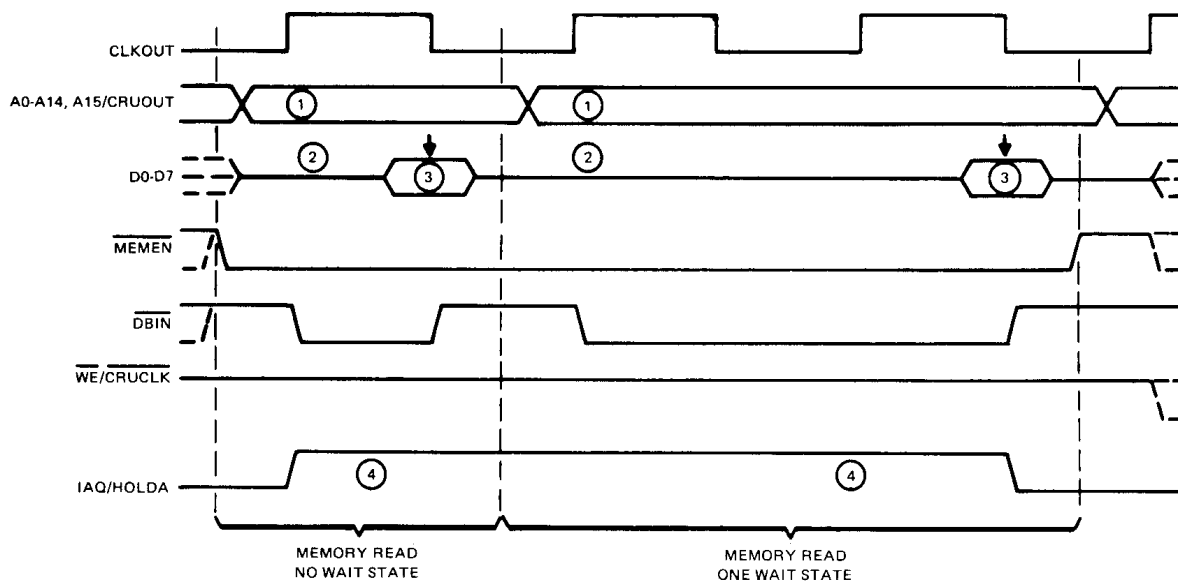 CLKOUT
A0-A14, A15/CRUOUT
1
1
2
2
D0-D7
3
3
MEMEN
DBIN
WE/CRUCLK
4
4
IAQ/HOLDA
MEMORY READ
NO WAIT STATE
MEMORY READ
ONE WAIT STATE